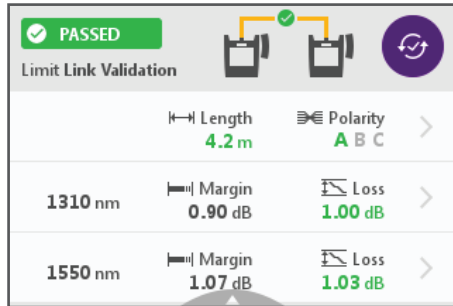 PASSED
Limit Link Validation
Length Polarity
4.2 m A B C
1310 nm Margin Loss
0.90 dB 1.00 dB
1550 nm Margin Loss
1.07 dB 1.03 dB